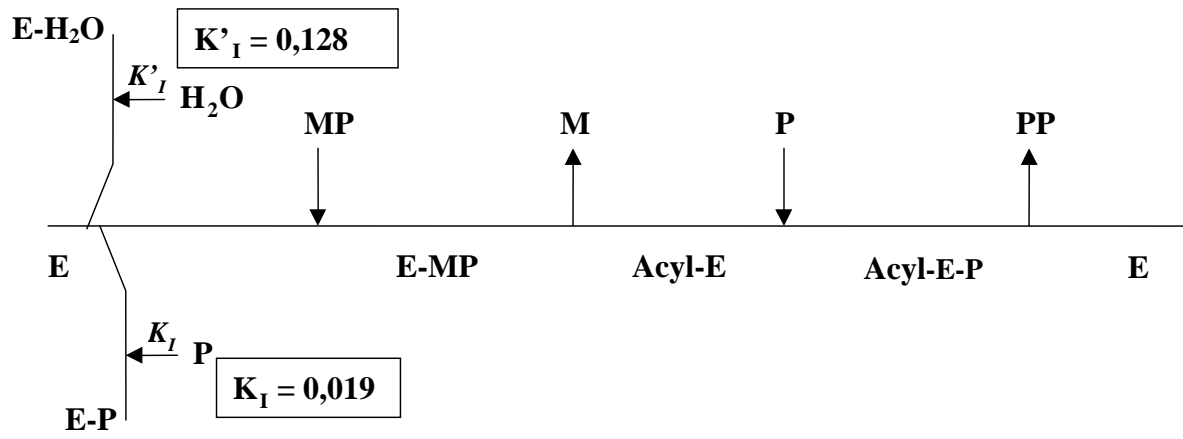 E-H₂O
K’I = 0,128
K’I
H₂O
MP
M
P
PP
E
E-MP
Acyl-E
Acyl-E-P
E
KI
P
KI = 0,019
E-P